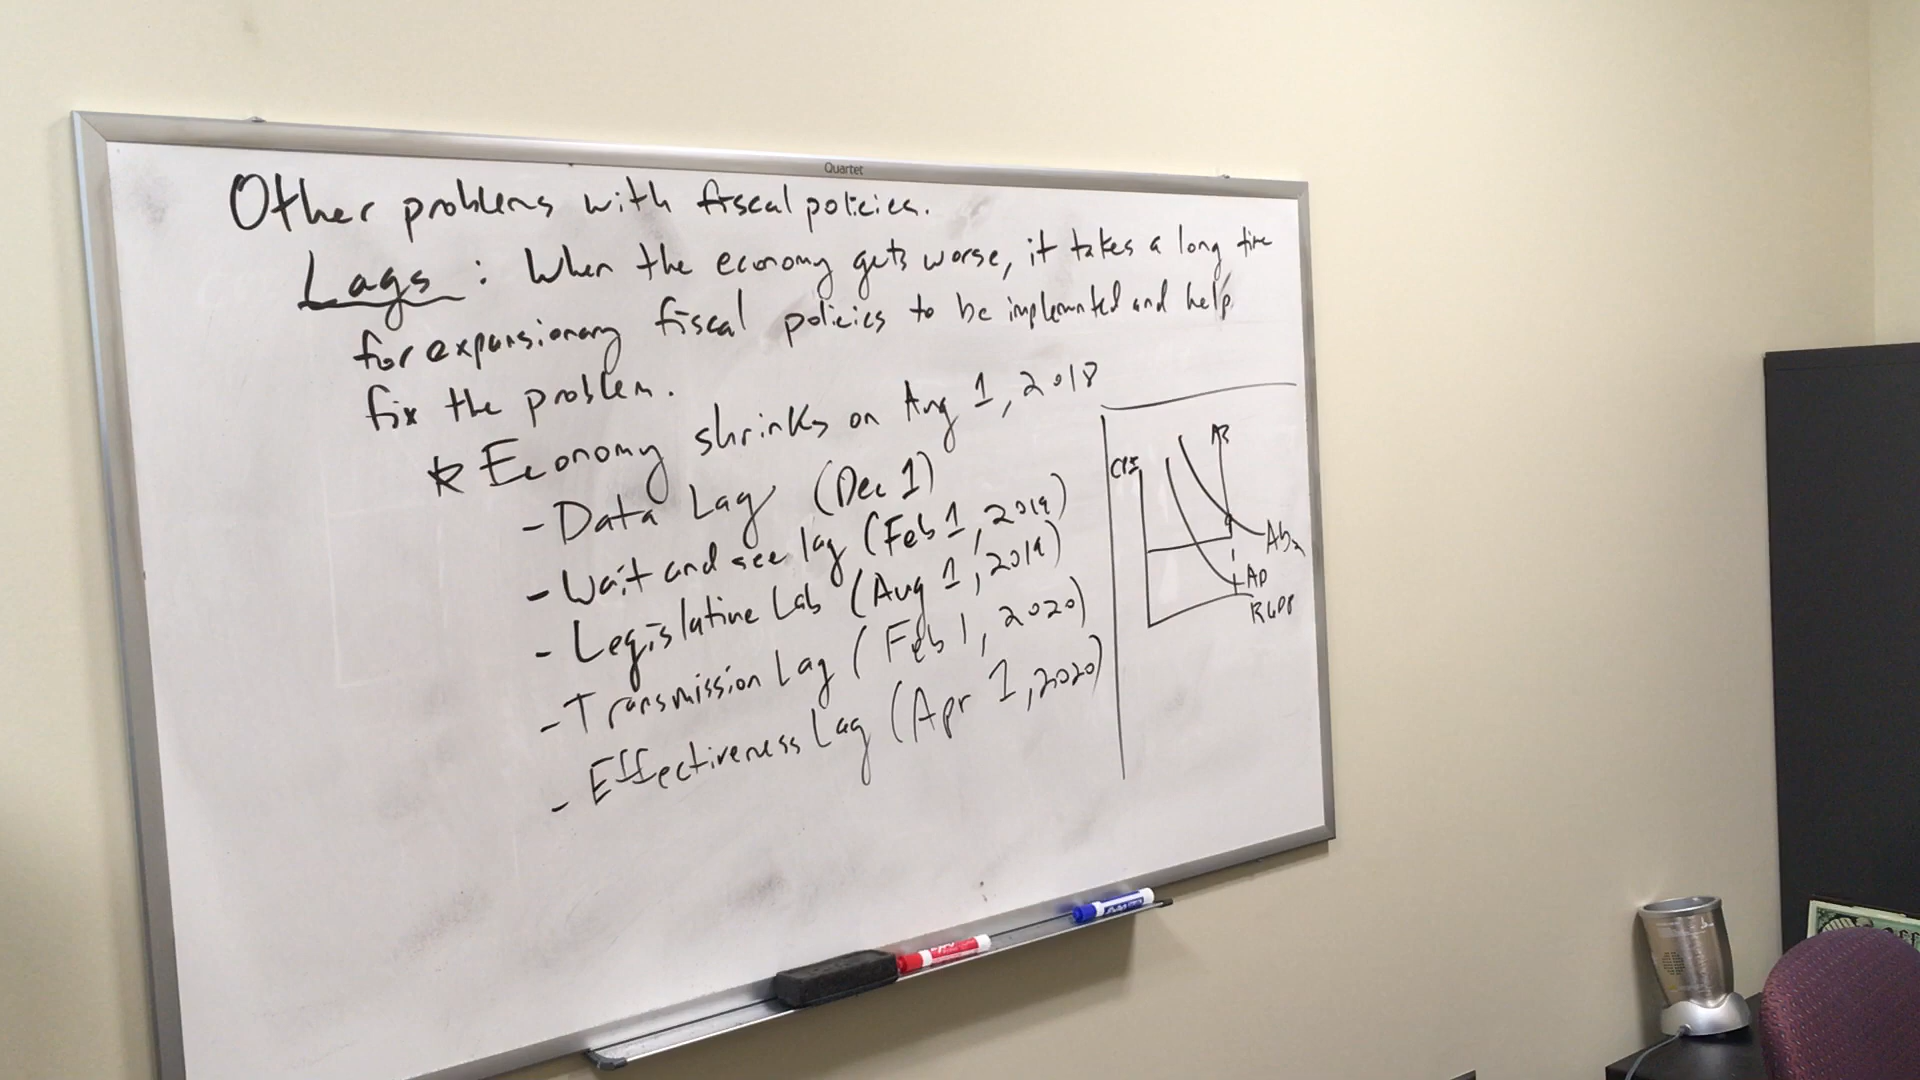 Quartet
Other problems with fiscal policies.
Lags : When the economy gets worse, it takes a long time
for expansionary fiscal policies to be implemented and help
fix the problem.
* Economy shrinks on Aug 1, 2018
- Data Lag (Dec 1)
- Wait and see lag (Feb 1, 2019)
- Legislative Lab (Aug 1, 2019)
- Transmission Lag (Feb 1, 2020)
- Effectiveness Lag (Apr 1, 2020)
CPI
AD